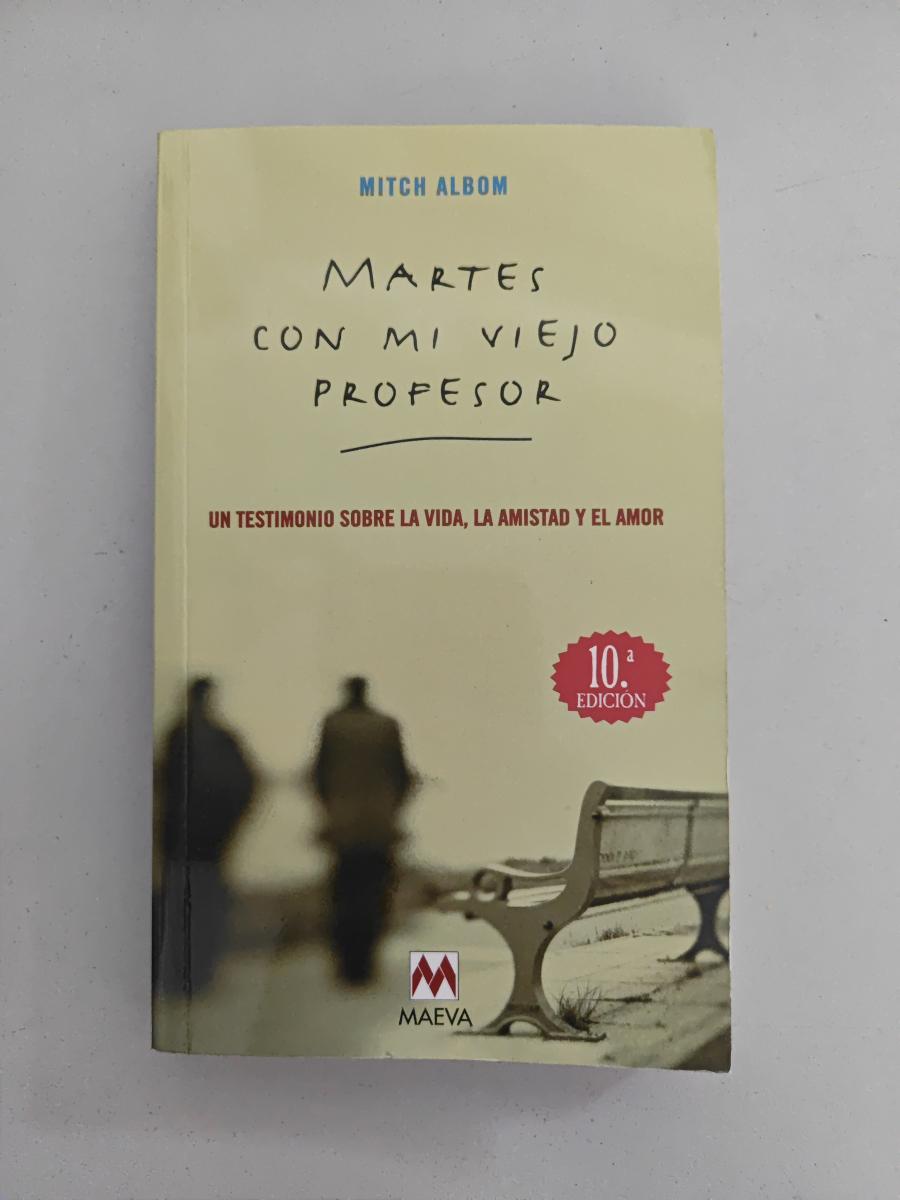 MITCH ALBOM
MARTES
CON MI VIEJO
PROFESOR
UN TESTIMONIO SOBRE LA VIDA, LA AMISTAD Y EL AMOR
10.ª
EDICIÓN
MAEVA